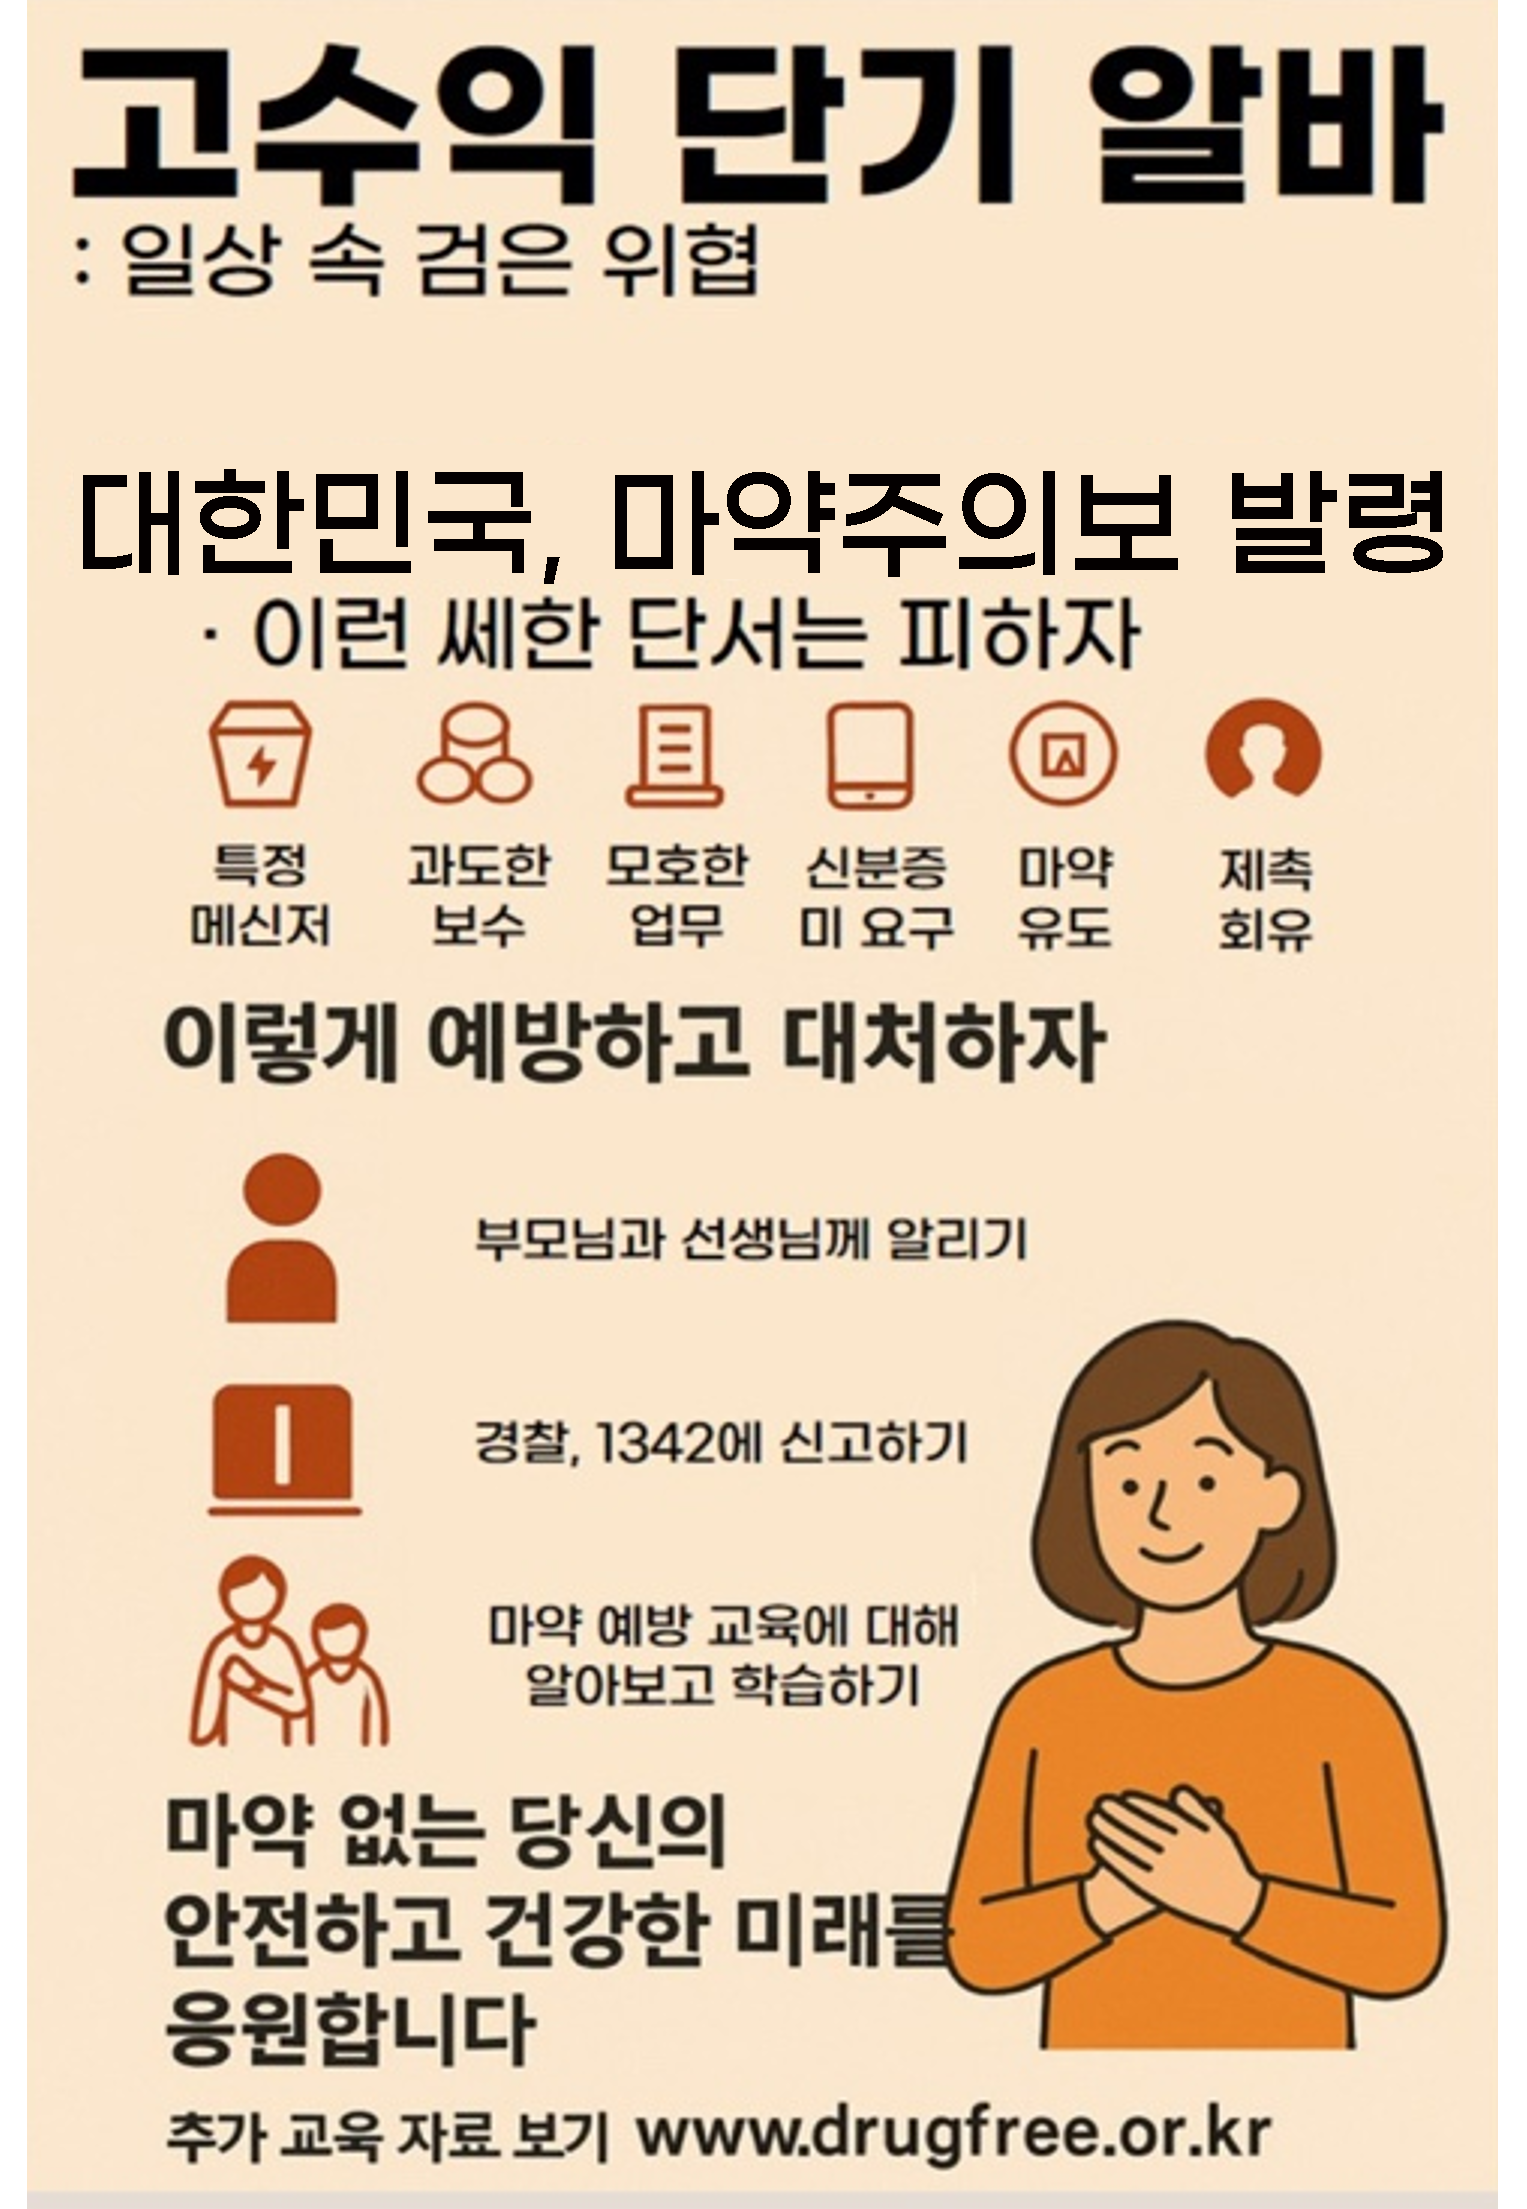 고수익 단기 알바
: 일상 속 검은 위협
대한민국, 마약주의보 발령
· 이런 쎄한 단서는 피하자
특정 메신저
과도한 보수
모호한 업무
신분증 미 요구
마약 유도
제촉 회유
이렇게 예방하고 대처하자
부모님과 선생님께 알리기
경찰, 1342에 신고하기
마약 예방 교육에 대해
알아보고 학습하기
마약 없는 당신의
안전하고 건강한 미래를
응원합니다
추가 교육 자료 보기 www.drugfree.or.kr